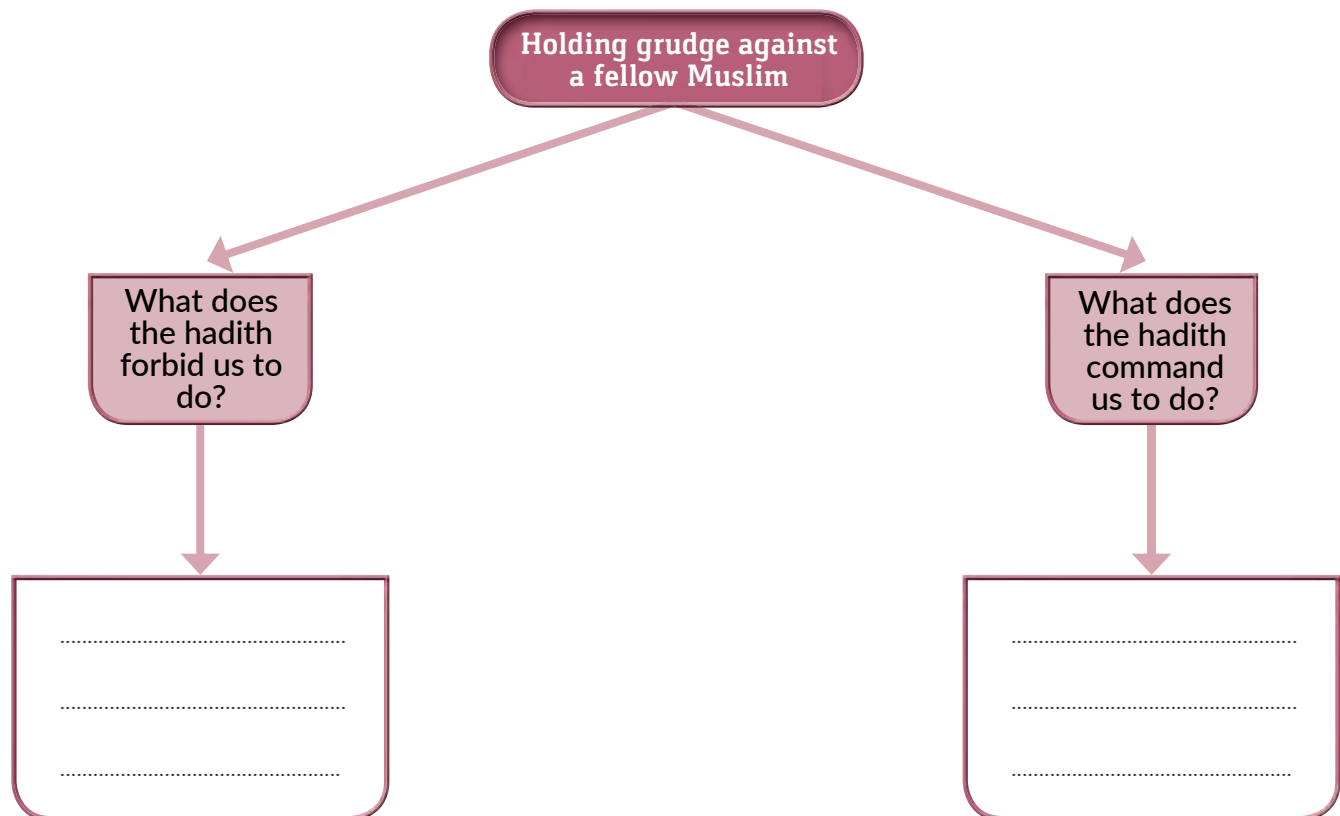 Holding grudge against
a fellow Muslim
What does
the hadith
forbid us to
do?
What does
the hadith
command
us to do?